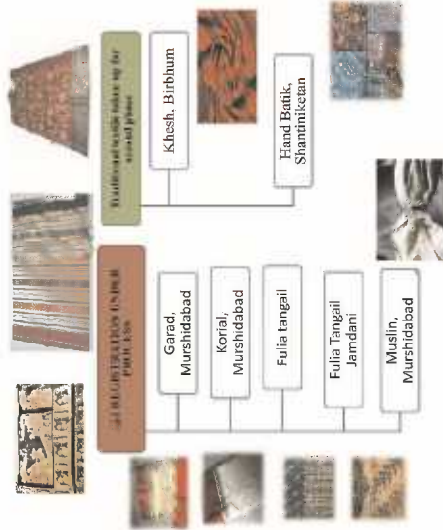 G I REGISTRATION UNDER
PROCESS
Garad,
Murshidabad
Korial,
Murshidabad
Fulia tangail
Fulia Tangail
Jamdani
Muslin,
Murshidabad
Traditional textile taken up for
second phase
Khesh, Birbhum
Hand Batik,
Shantiniketan